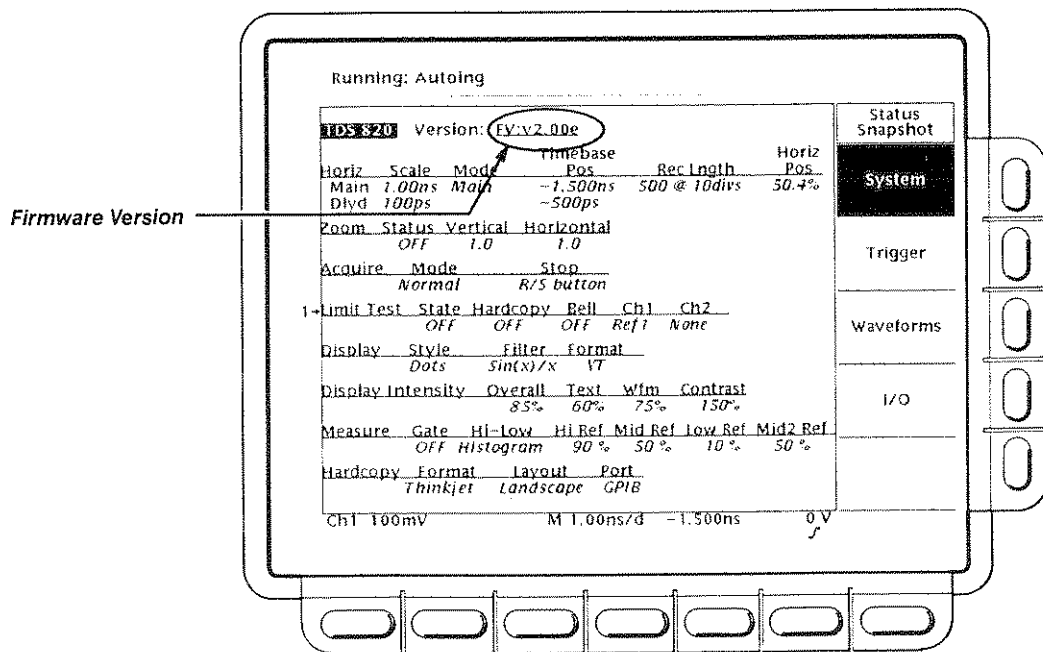 Running: Autoing
TDS 820 Version: FV:v2.00e
Timebase Horiz
Horiz Scale Mode Pos Rec Lngth Pos
Main 1.00ns Main -1.500ns 500 @ 10divs 50.4%
Dlyd 100ps -500ps
Zoom Status Vertical Horizontal
OFF 1.0 1.0
Acquire Mode Stop
Normal R/S button
1→Limit Test State Hardcopy Bell Ch1 Ch2
OFF OFF OFF Ref1 None
Display Style Filter Format
Dots Sin(x)/x YT
Display Intensity Overall Text Wfm Contrast
85% 60% 75% 150%
Measure Gate Hi-Low Hi Ref Mid Ref Low Ref Mid2 Ref
OFF Histogram 90 % 50 % 10 % 50 %
Hardcopy Format Layout Port
Thinkjet Landscape GPIB
Ch1 100mV M 1.00ns/d -1.500ns 0 V
Status
Snapshot
System
Trigger
Waveforms
I/O
Firmware Version